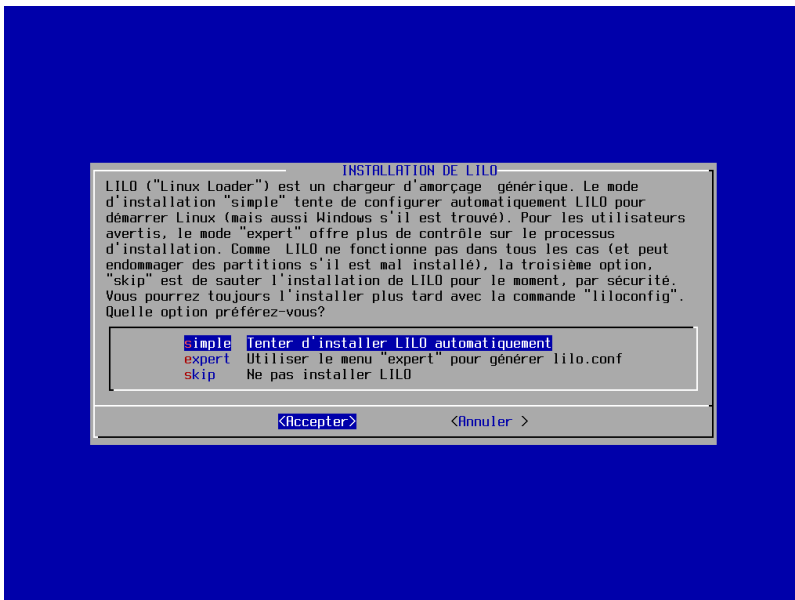 INSTALLATION DE LILO
LILO ("Linux Loader") est un chargeur d'amorçage générique. Le mode
d'installation "simple" tente de configurer automatiquement LILO pour
démarrer Linux (mais aussi Windows s'il est trouvé). Pour les utilisateurs
avertis, le mode "expert" offre plus de contrôle sur le processus
d'installation. Comme LILO ne fonctionne pas dans tous les cas (et peut
endommager des partitions s'il est mal installé), la troisième option,
"skip" est de sauter l'installation de LILO pour le moment, par sécurité.
Vous pourrez toujours l'installer plus tard avec la commande "liloconfig".
Quelle option préférez-vous?
simple Tenter d'installer LILO automatiquement
expert Utiliser le menu "expert" pour générer lilo.conf
skip Ne pas installer LILO
<Accepter> <Annuler >